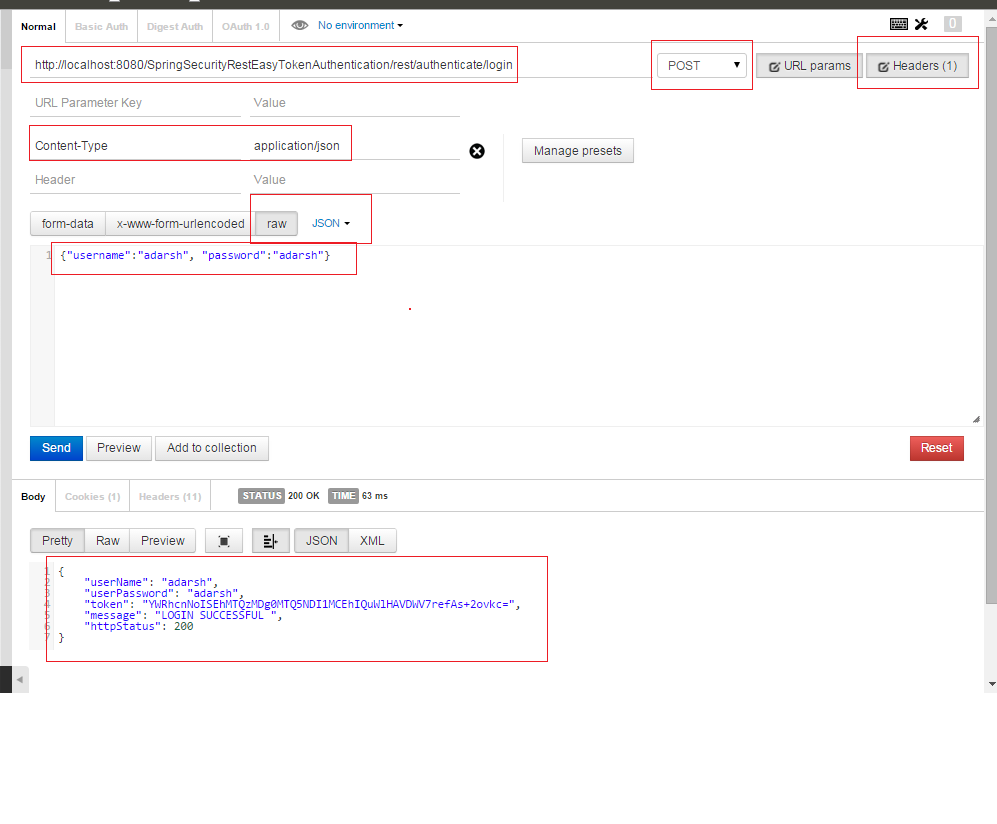 Normal Basic Auth Digest Auth OAuth 1.0 No environment 0
http://localhost:8080/SpringSecurityRestEasyTokenAuthentication/rest/authenticate/login POST URL params Headers (1)
URL Parameter Key Value
Content-Type application/json Manage presets
Header Value
form-data x-www-form-urlencoded raw JSON
1 {"username":"adarsh", "password":"adarsh"}
Send Preview Add to collection Reset
Body Cookies (1) Headers (11) STATUS 200 OK TIME 63 ms
Pretty Raw Preview JSON XML
1 {
2 "userName": "adarsh",
3 "userPassword": "adarsh",
4 "token": "YWRhcnNoISEhMTQzMDg0MTQ5NDI1MCEhIQuWlHAVDWV7refAs+2ovkc=",
5 "message": "LOGIN SUCCESSFUL ",
6 "httpStatus": 200
7 }